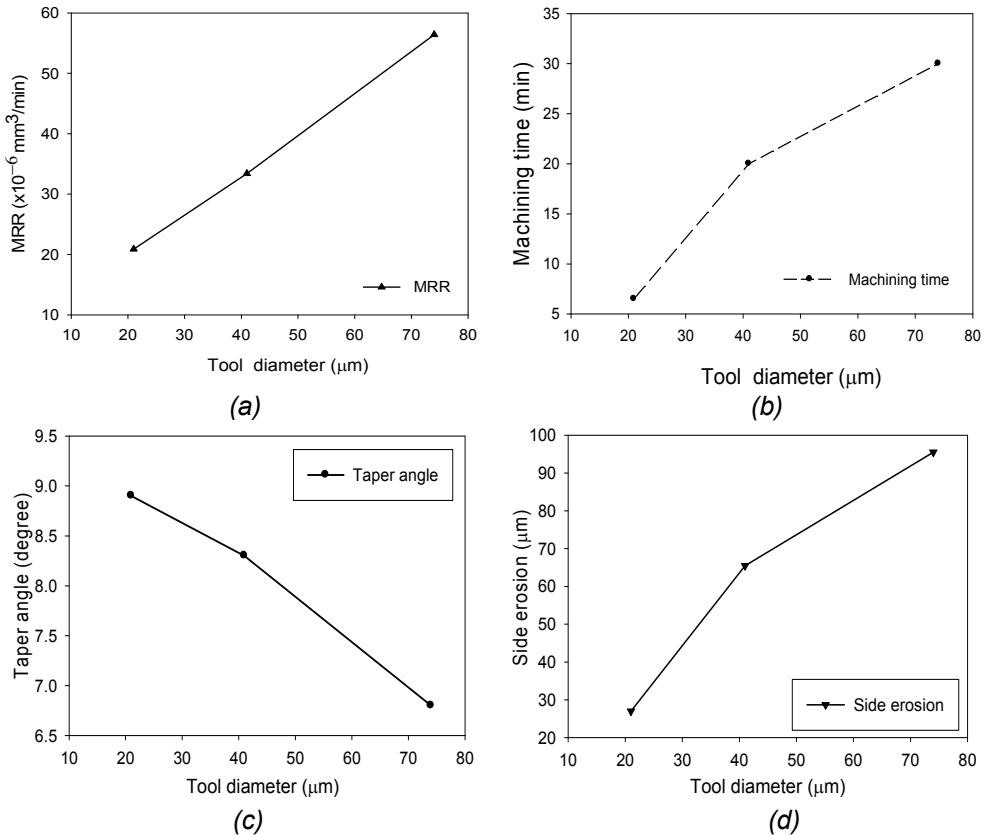 60
50
40
30
20
10
MRR (x10⁻⁶ mm³/min)
MRR
10 20 30 40 50 60 70 80
Tool diameter (μm)
(a)
35
30
25
20
15
10
5
Machining time (min)
Machining time
10 20 30 40 50 60 70 80
Tool diameter (μm)
(b)
9.5
9.0
8.5
8.0
7.5
7.0
6.5
Taper angle (degree)
Taper angle
10 20 30 40 50 60 70 80
Tool diameter (μm)
(c)
100
90
80
70
60
50
40
30
20
Side erosion (μm)
Side erosion
10 20 30 40 50 60 70 80
Tool diameter (μm)
(d)